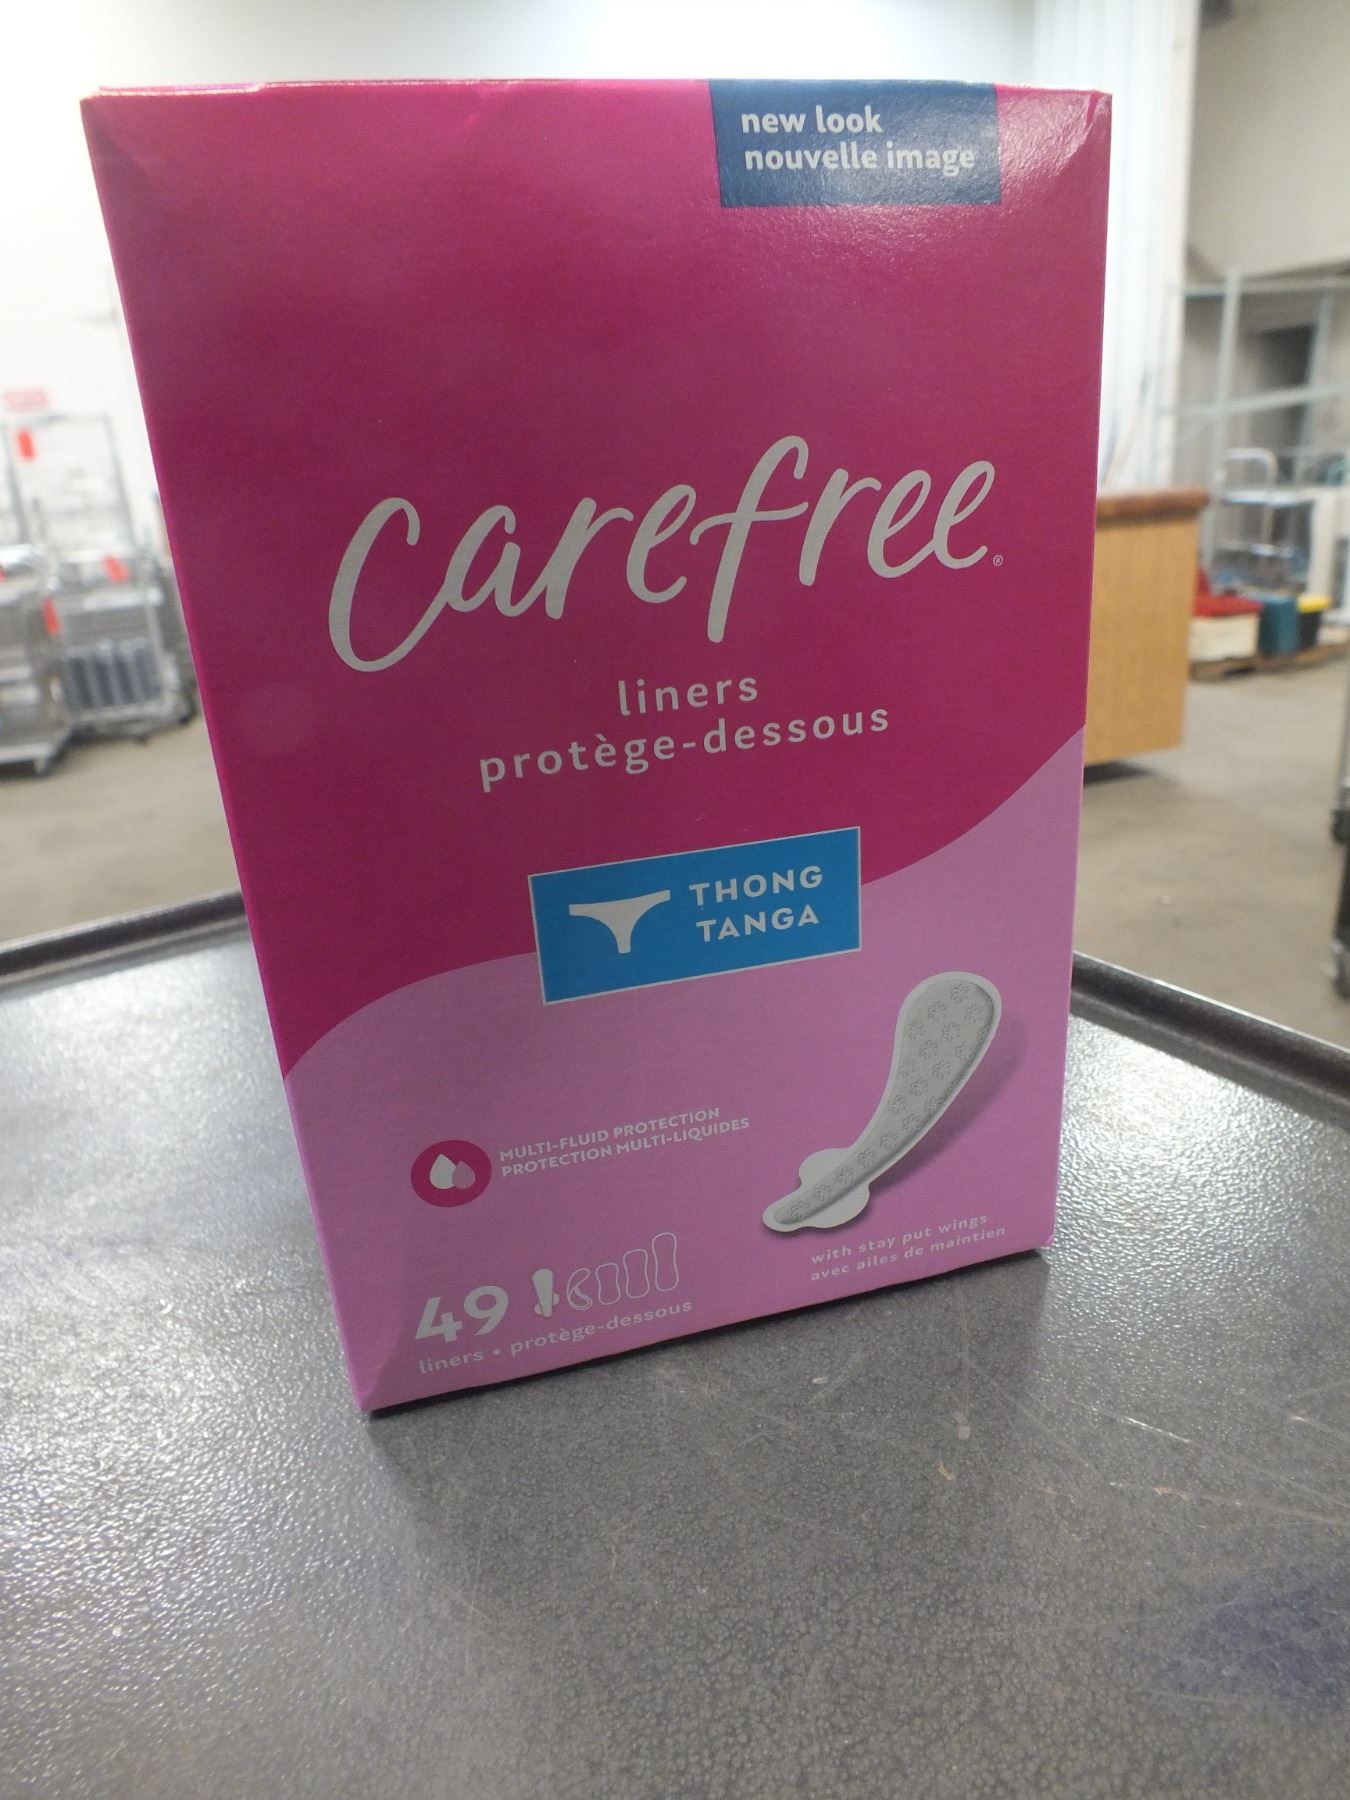 new look
nouvelle image
carefree®
liners
protège-dessous
THONG
TANGA
MULTI-FLUID PROTECTION
PROTECTION MULTI-LIQUIDES
with stay put wings
avec ailes de maintien
49
liners • protège-dessous